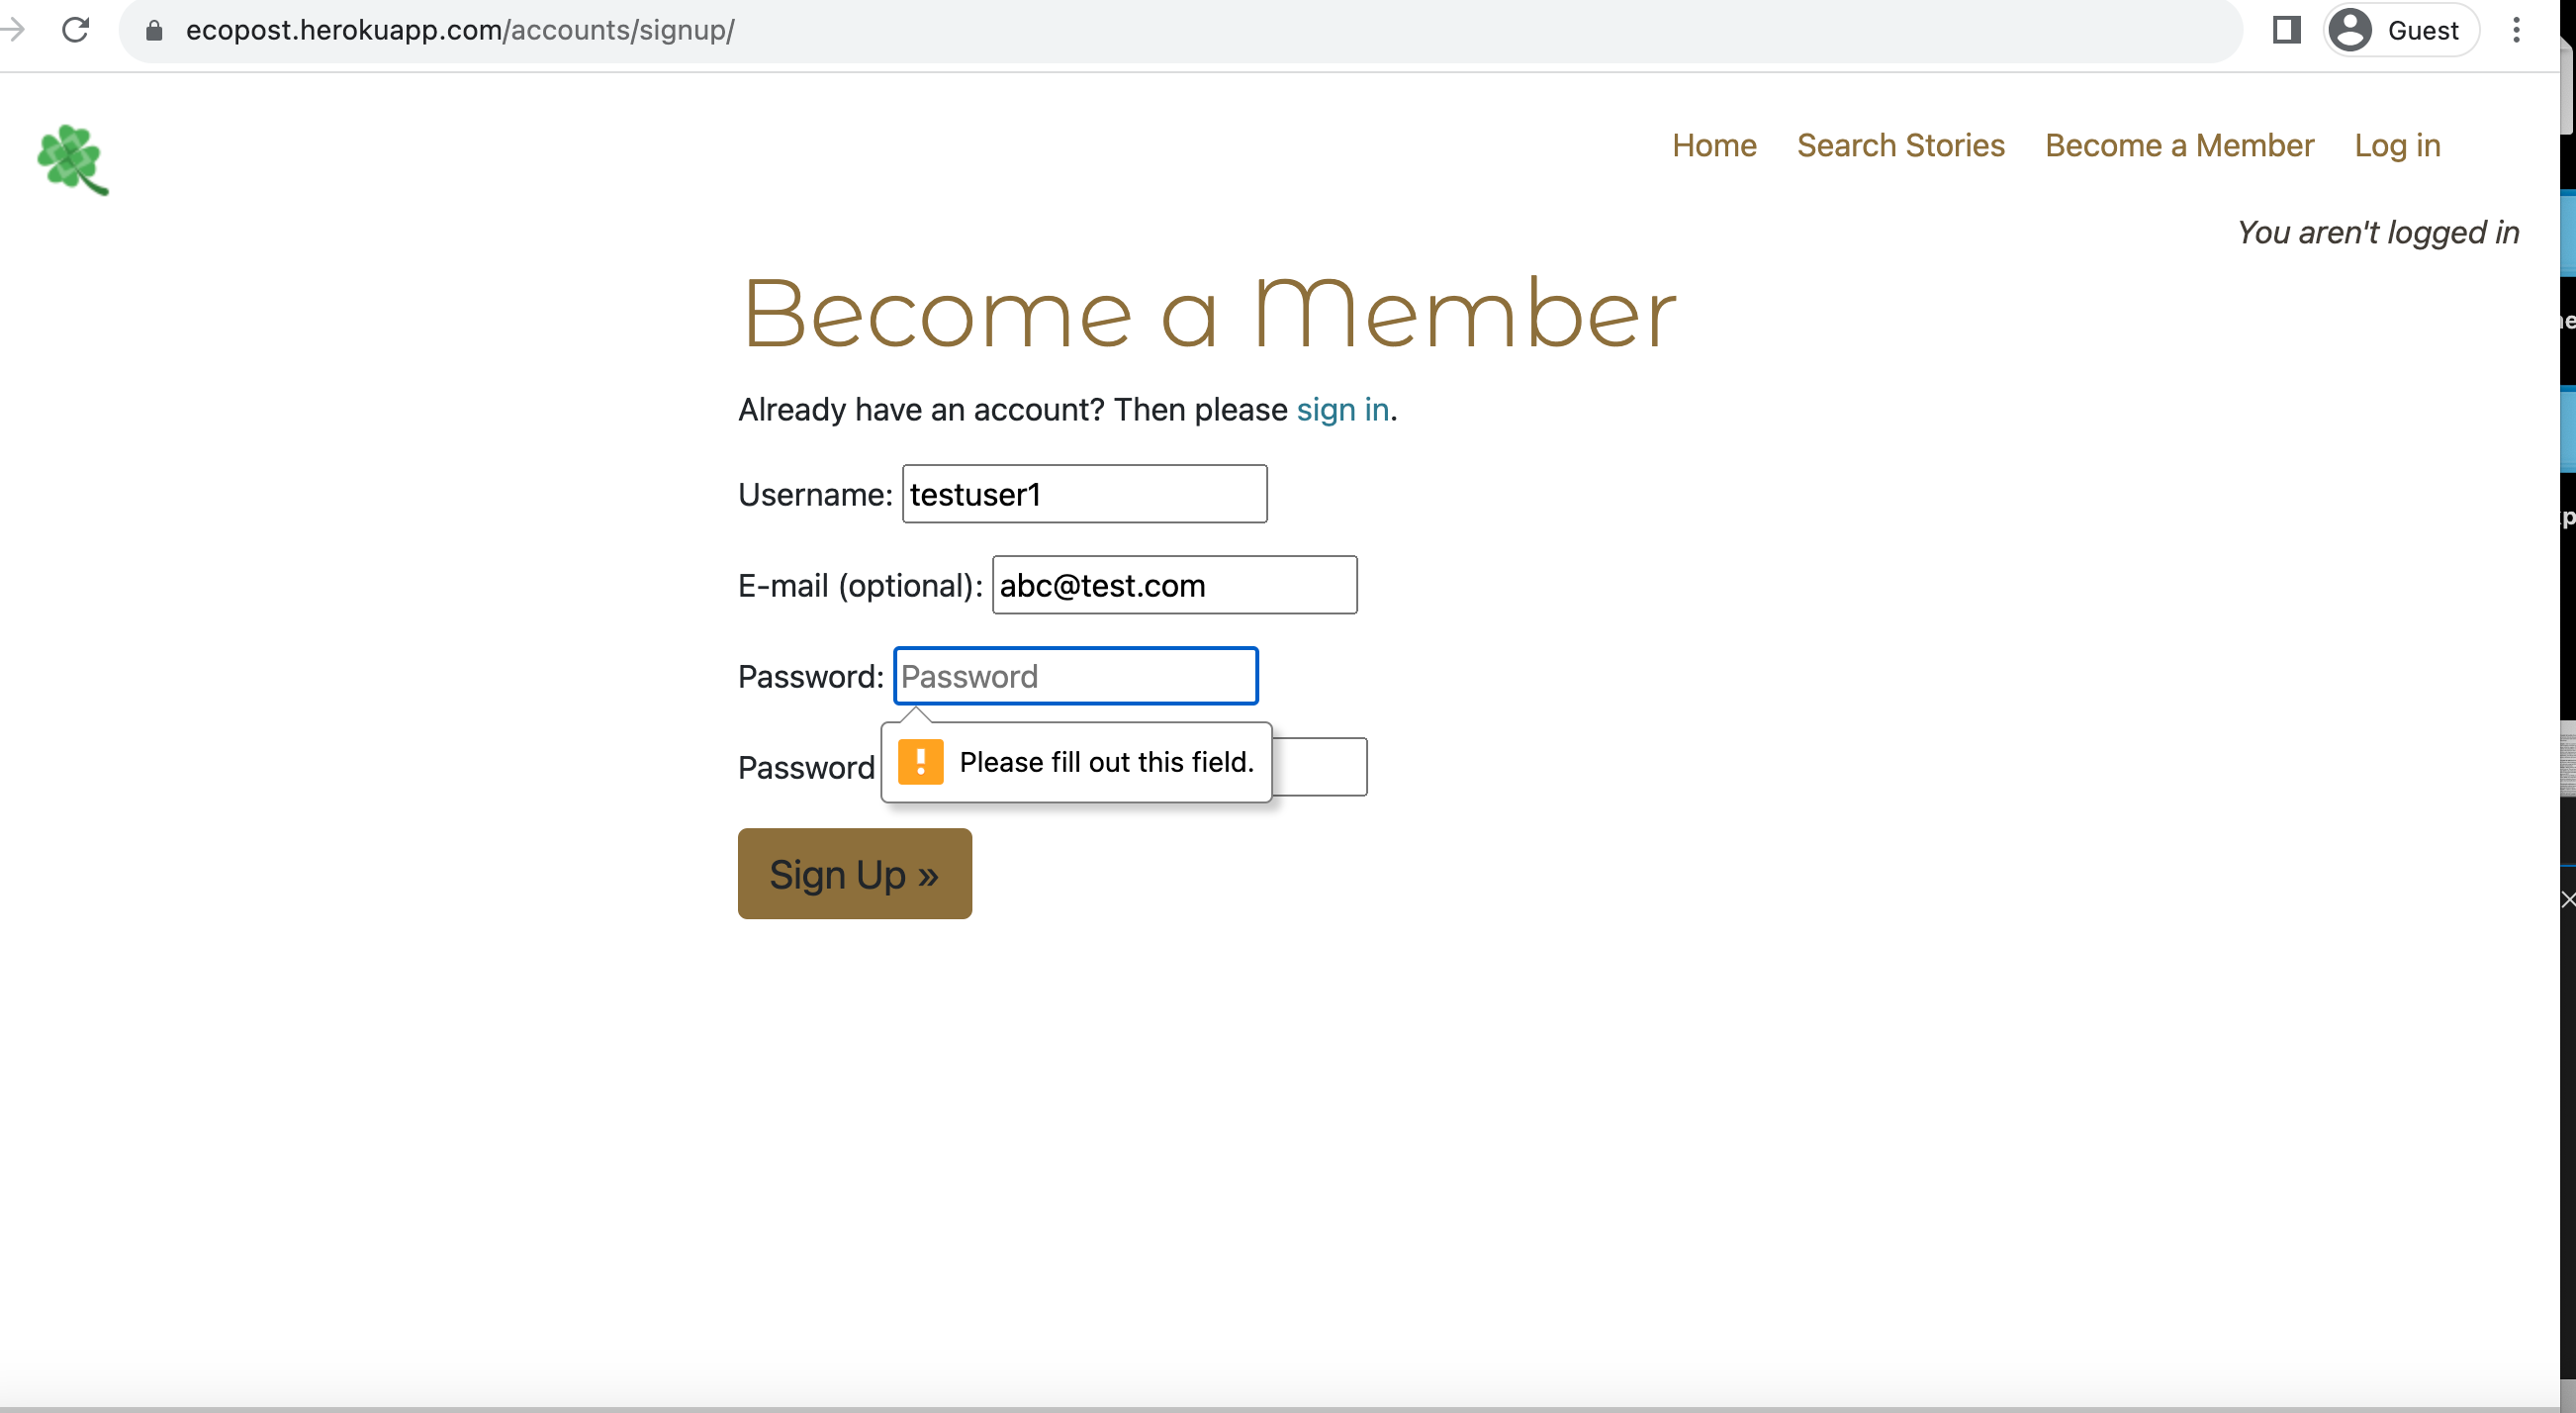 ecopost.herokuapp.com/accounts/signup/
Guest
Home Search Stories Become a Member Log in
You aren't logged in
Become a Member
Already have an account? Then please sign in.
Username: testuser1
E-mail (optional): abc@test.com
Password: Password
Please fill out this field.
Password
Sign Up »